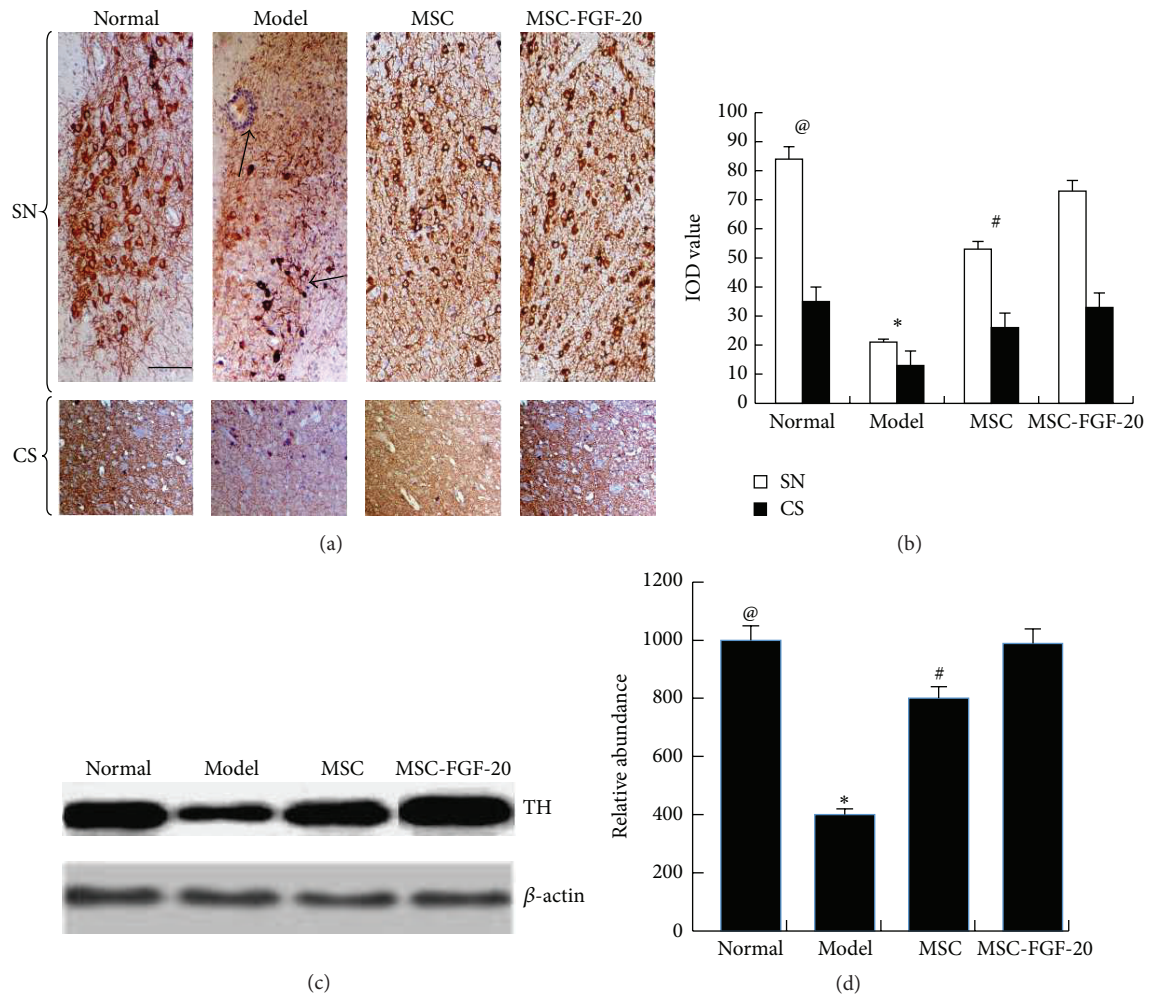 Normal Model MSC MSC-FGF-20
SN
CS
(a)
IOD value
100
90
80
70
60
50
40
30
20
10
0
@
*
#
Normal Model MSC MSC-FGF-20
SN
CS
(b)
Normal Model MSC MSC-FGF-20
TH
β-actin
(c)
Relative abundance
1200
1000
800
600
400
200
0
@
*
#
Normal Model MSC MSC-FGF-20
(d)